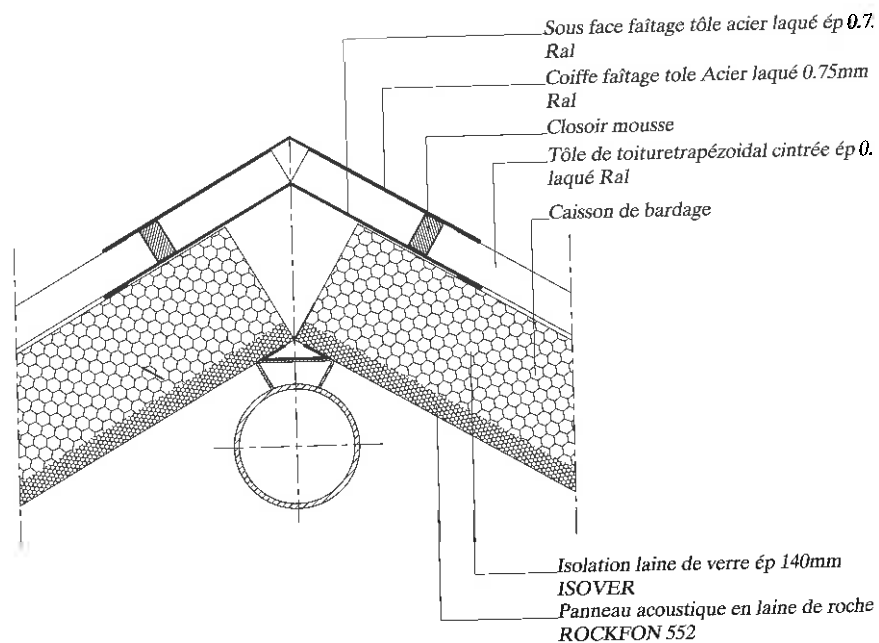 Sous face faîtage tôle acier laqué ép 0.7
Ral
Coiffe faîtage tole Acier laqué 0.75mm
Ral
Closoir mousse
Tôle de toituretrapézoidal cintrée ép 0.
laqué Ral
Caisson de bardage
Isolation laine de verre ép 140mm
ISOVER
Panneau acoustique en laine de roche
ROCKFON 552